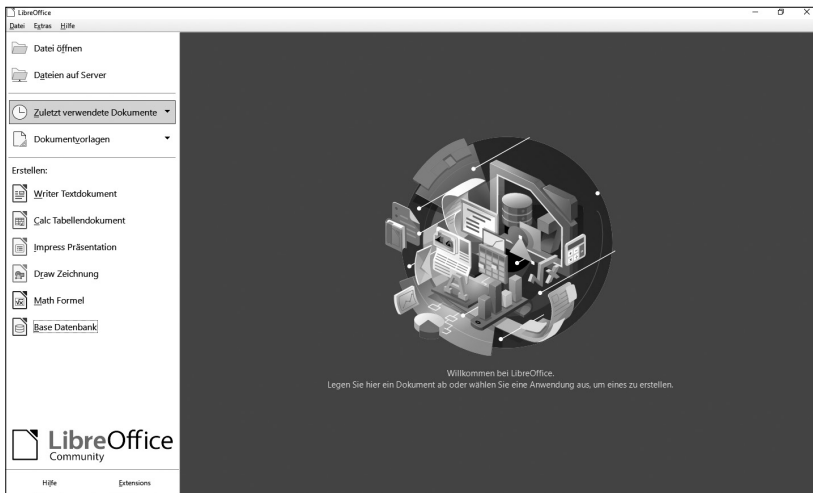 LibreOffice
Datei Extras Hilfe
Datei öffnen
Dateien auf Server
Zuletzt verwendete Dokumente
Dokumentvorlagen
Erstellen:
Writer Textdokument
Calc Tabellendokument
Impress Präsentation
Draw Zeichnung
Math Formel
Base Datenbank
Willkommen bei LibreOffice.
Legen Sie hier ein Dokument ab oder wählen Sie eine Anwendung aus, um eines zu erstellen.
LibreOffice
Community
Hilfe Extensions